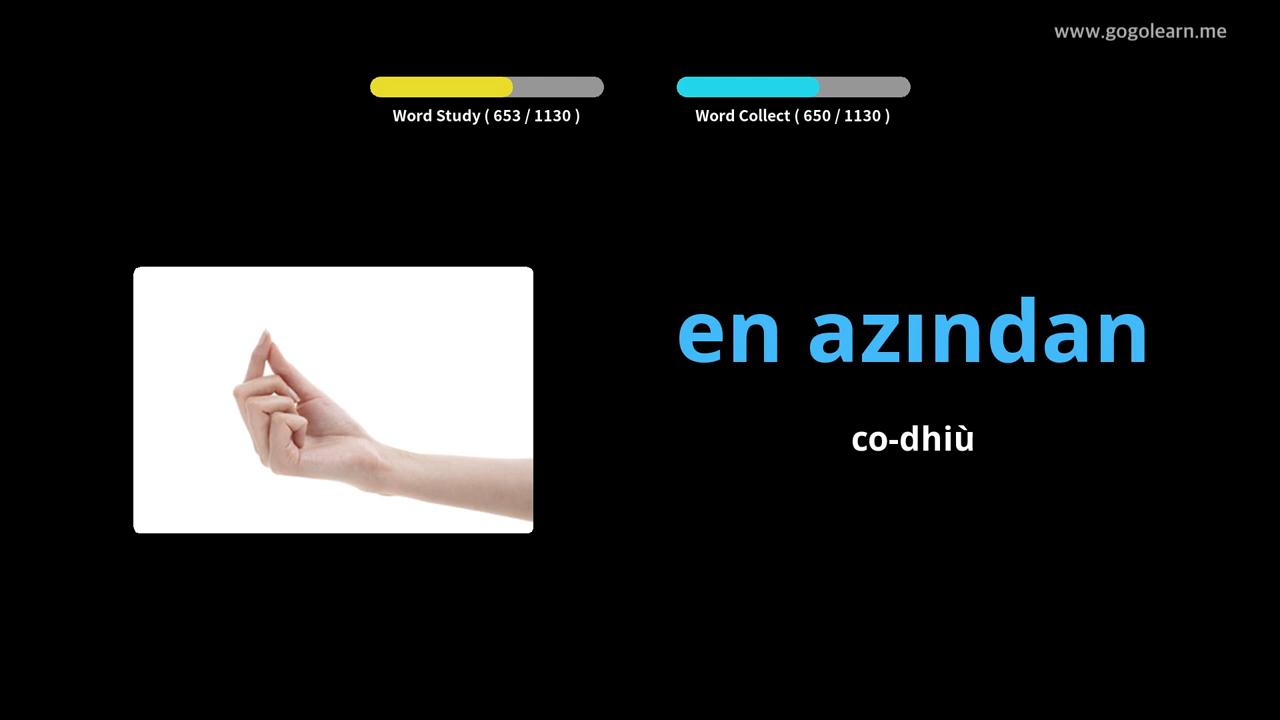 www.gogolearn.me
Word Study ( 653 / 1130 )
Word Collect ( 650 / 1130 )
en azından
co-dhiù